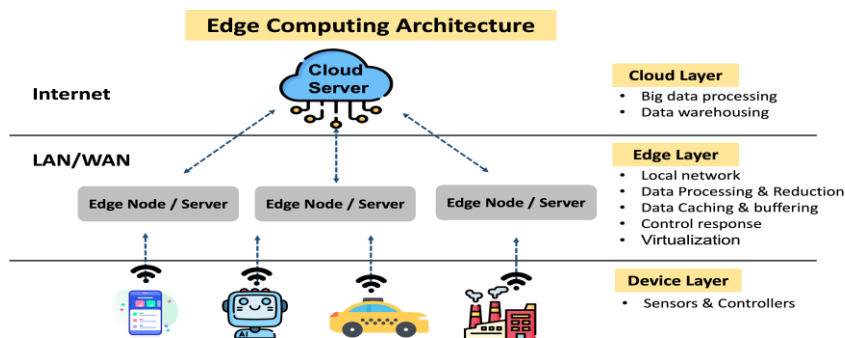 Edge Computing Architecture
Internet
Cloud
Server
Cloud Layer
• Big data processing
• Data warehousing
LAN/WAN
Edge Node / Server
Edge Node / Server
Edge Node / Server
Edge Layer
• Local network
• Data Processing & Reduction
• Data Caching & buffering
• Control response
• Virtualization
AI
Device Layer
• Sensors & Controllers